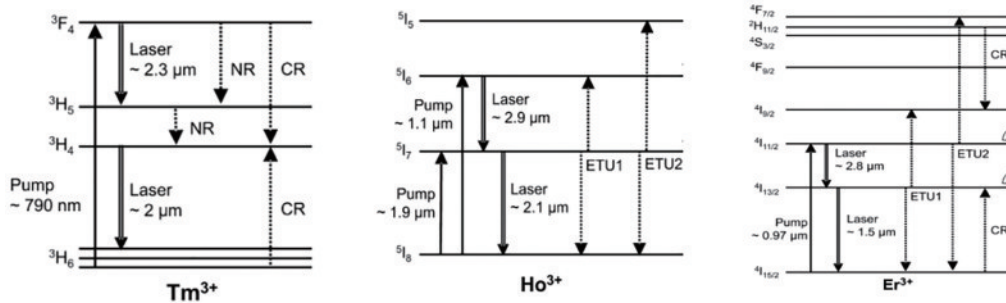 ³F₄
Laser
~ 2.3 µm
NR
CR
³H₅
NR
³H₄
Pump
~ 790 nm
Laser
~ 2 µm
CR
³H₆
Tm³⁺
⁵I₅
⁵I₆
Pump
~ 1.1 µm
Laser
~ 2.9 µm
⁵I₇
ETU1
ETU2
Pump
~ 1.9 µm
Laser
~ 2.1 µm
⁵I₈
Ho³⁺
⁴F₇/₂
²H₁₁/₂
⁴S₃/₂
CR
⁴F₉/₂
⁴I₉/₂
⁴I₁₁/₂
ETU2
Laser
~ 2.8 µm
⁴I₁₃/₂
ETU1
Pump
~ 0.97 µm
Laser
~ 1.5 µm
CR
⁴I₁₅/₂
Er³⁺